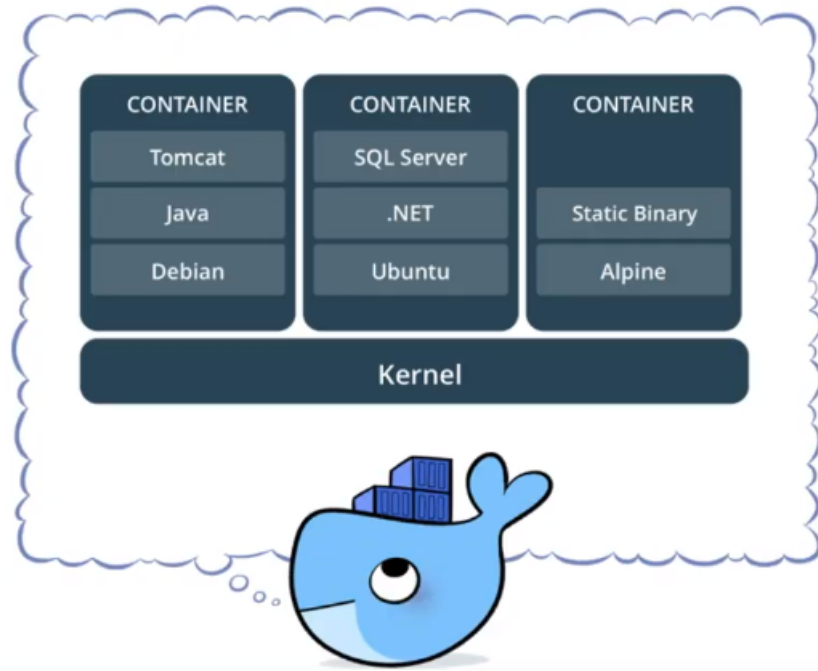 CONTAINER
Tomcat
Java
Debian
CONTAINER
SQL Server
.NET
Ubuntu
CONTAINER
Static Binary
Alpine
Kernel